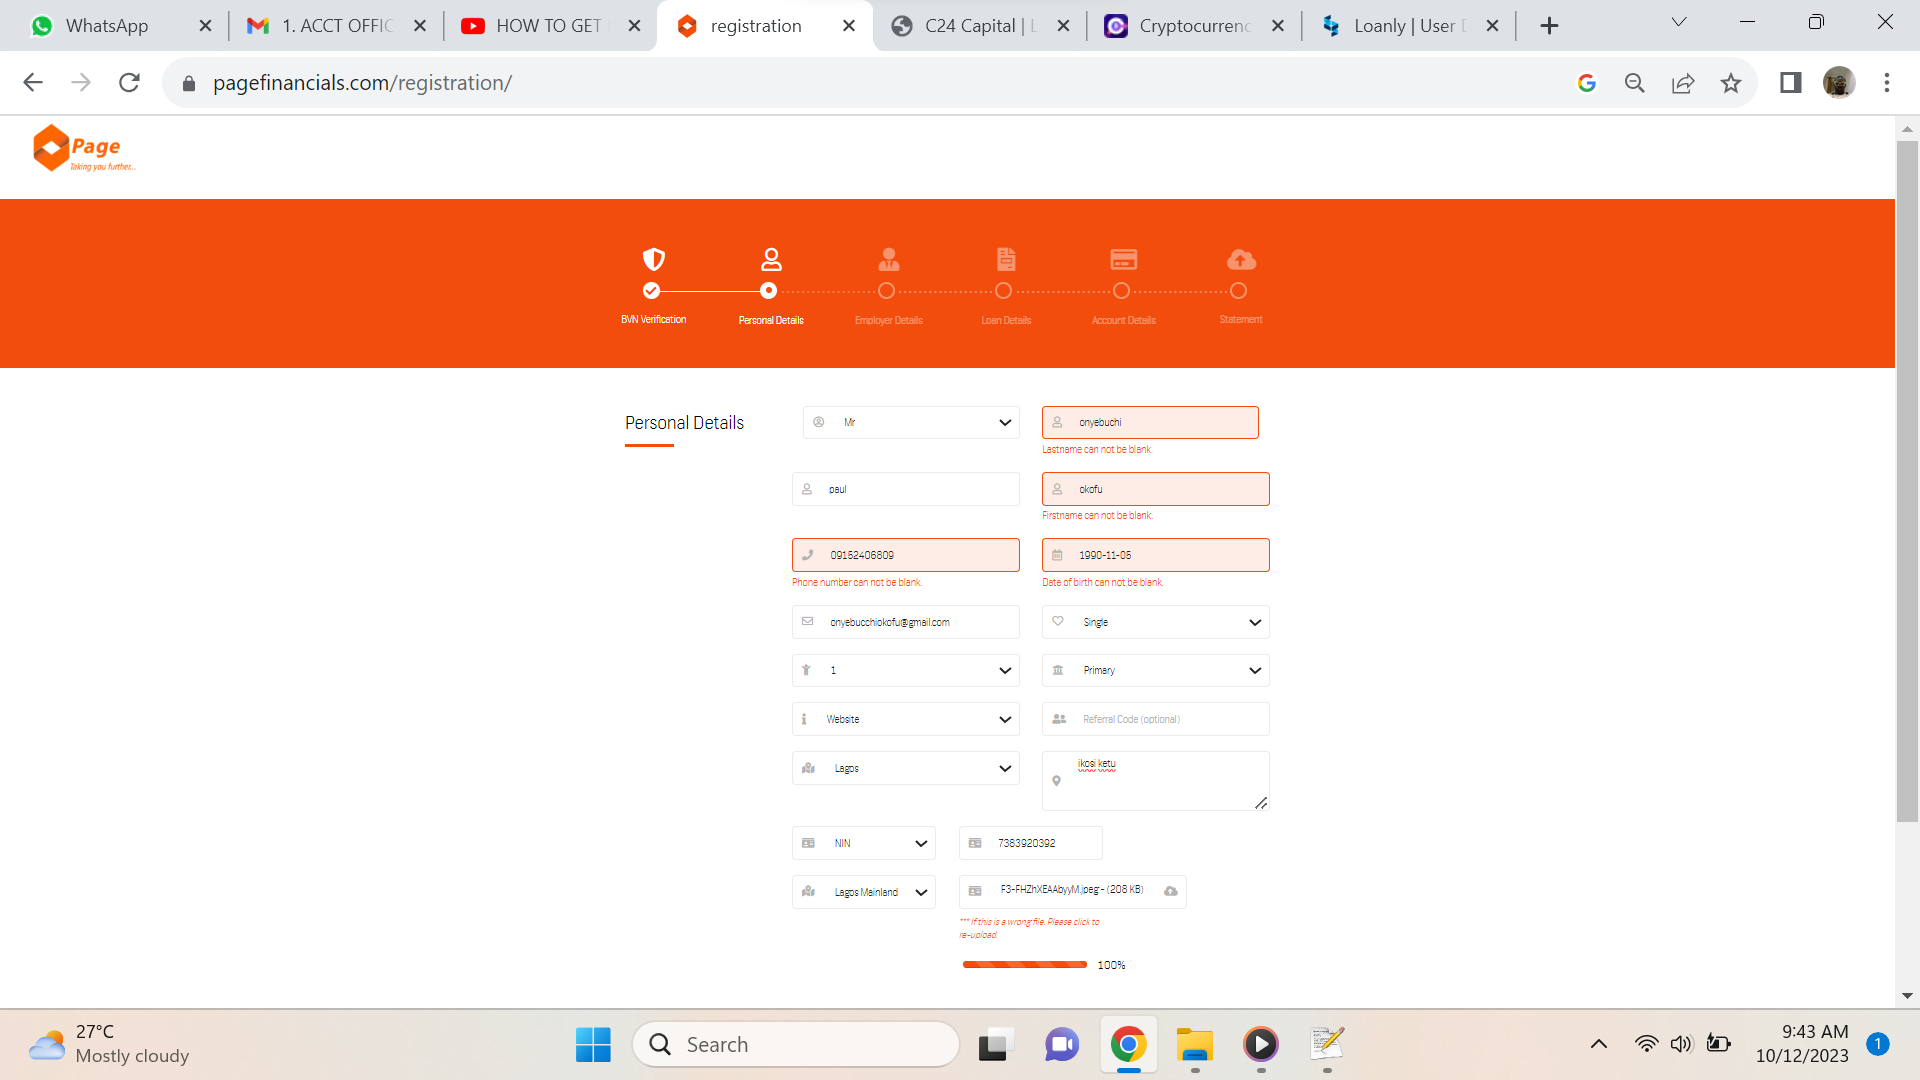 WhatsApp
1. ACCT OFFIC
HOW TO GET
registration
C24 Capital | L
Cryptocurrenc
Loanly | User D
pagefinancials.com/registration/
Page
Taking you further...
BVN Verification
Personal Details
Employer Details
Loan Details
Account Details
Statement
Personal Details
Mr
onyebuchi
Lastname can not be blank.
paul
okofu
Firstname can not be blank.
09152406809
1990-11-05
Phone number can not be blank.
Date of birth can not be blank.
onyebucchiokofu@gmail.com
Single
1
Primary
Website
Referral Code (optional)
Lagos
ikosi ketu
NIN
7383920392
Lagos Mainland
F3-FHZhXEAAbyyM.jpeg - (208 KB)
*** If this is a wrong file. Please click to
re-upload.
100%
27°C
Mostly cloudy
Search
9:43 AM
10/12/2023
1